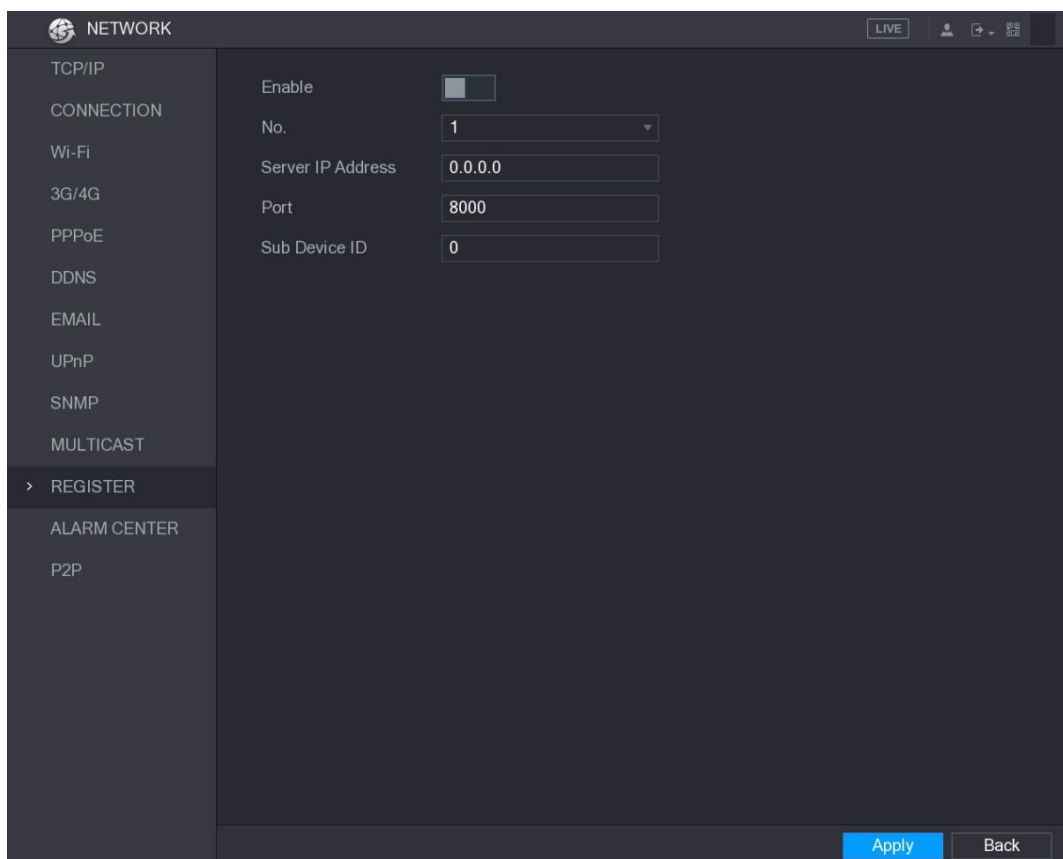 NETWORK
LIVE
TCP/IP
CONNECTION
Wi-Fi
3G/4G
PPPoE
DDNS
EMAIL
UPnP
SNMP
MULTICAST
> REGISTER
ALARM CENTER
P2P
Enable
No. 1
Server IP Address 0.0.0.0
Port 8000
Sub Device ID 0
Apply Back